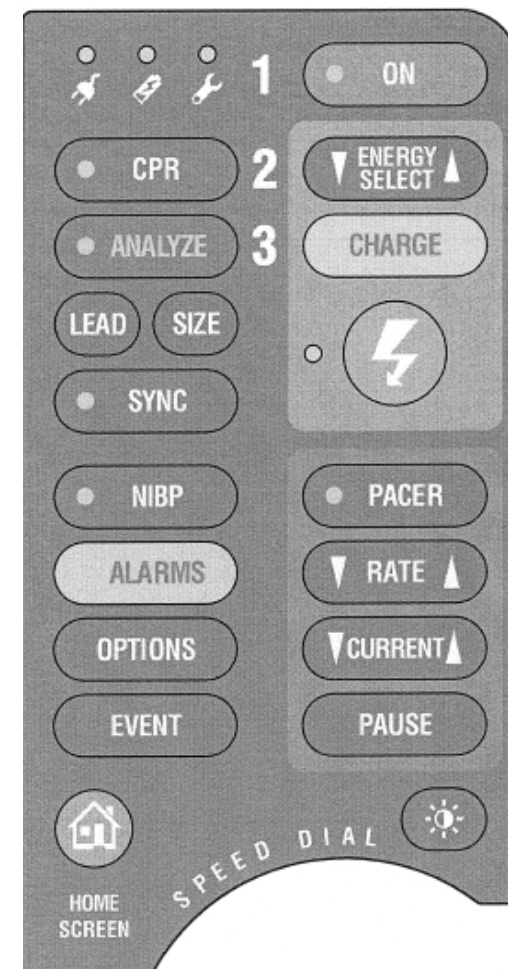 1 ON
CPR 2 ENERGY
SELECT
ANALYZE 3 CHARGE
LEAD SIZE
SYNC
NIBP PACER
ALARMS RATE
OPTIONS CURRENT
EVENT PAUSE
SPEED DIAL
HOME
SCREEN